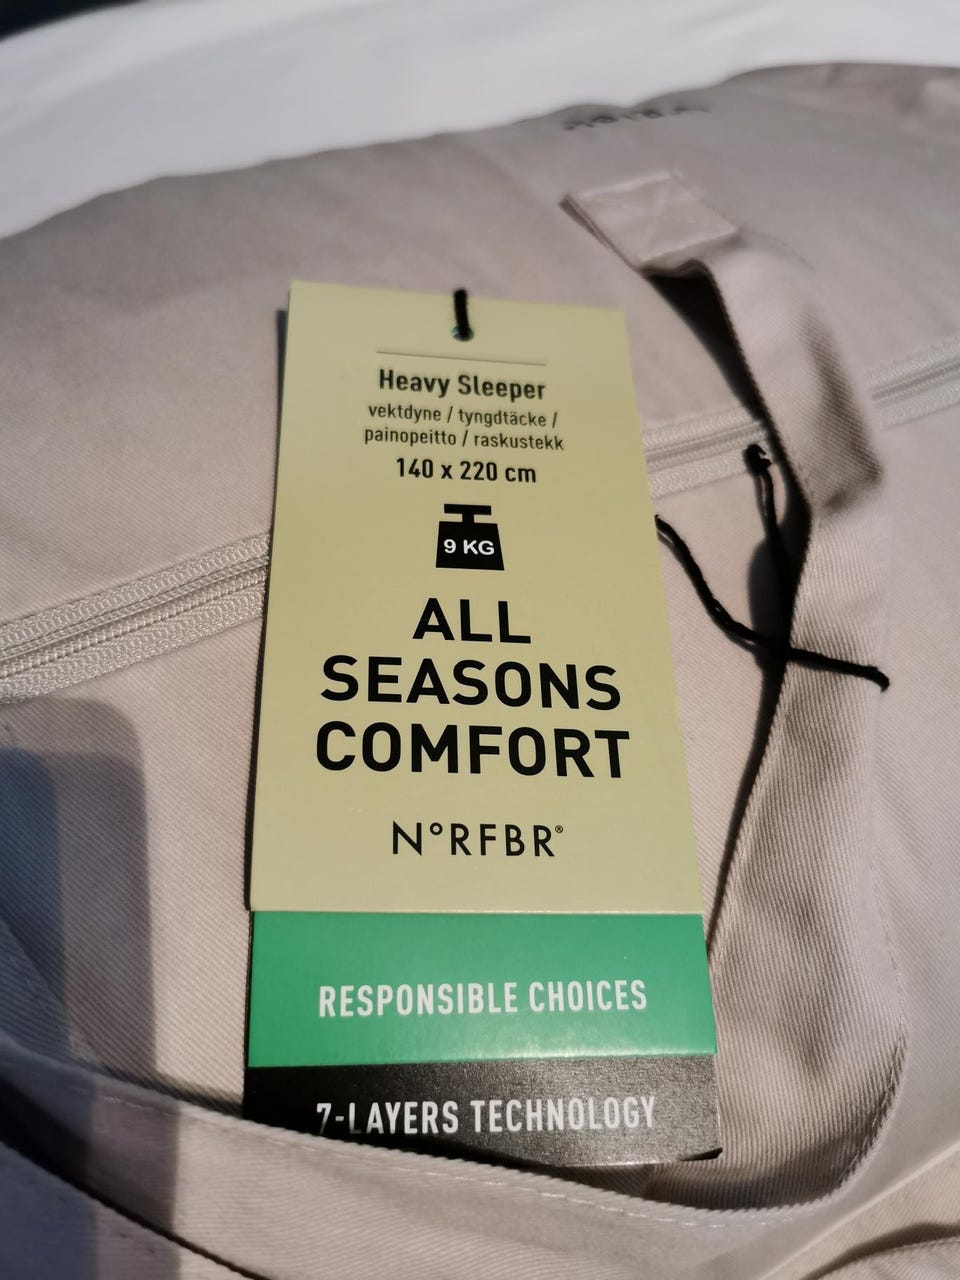 Heavy Sleeper
vektdyne / tyngdtäcke /
painopeitto / raskustekk
140 x 220 cm
9 KG
ALL
SEASONS
COMFORT
N°RFBR®
RESPONSIBLE CHOICES
7-LAYERS TECHNOLOGY